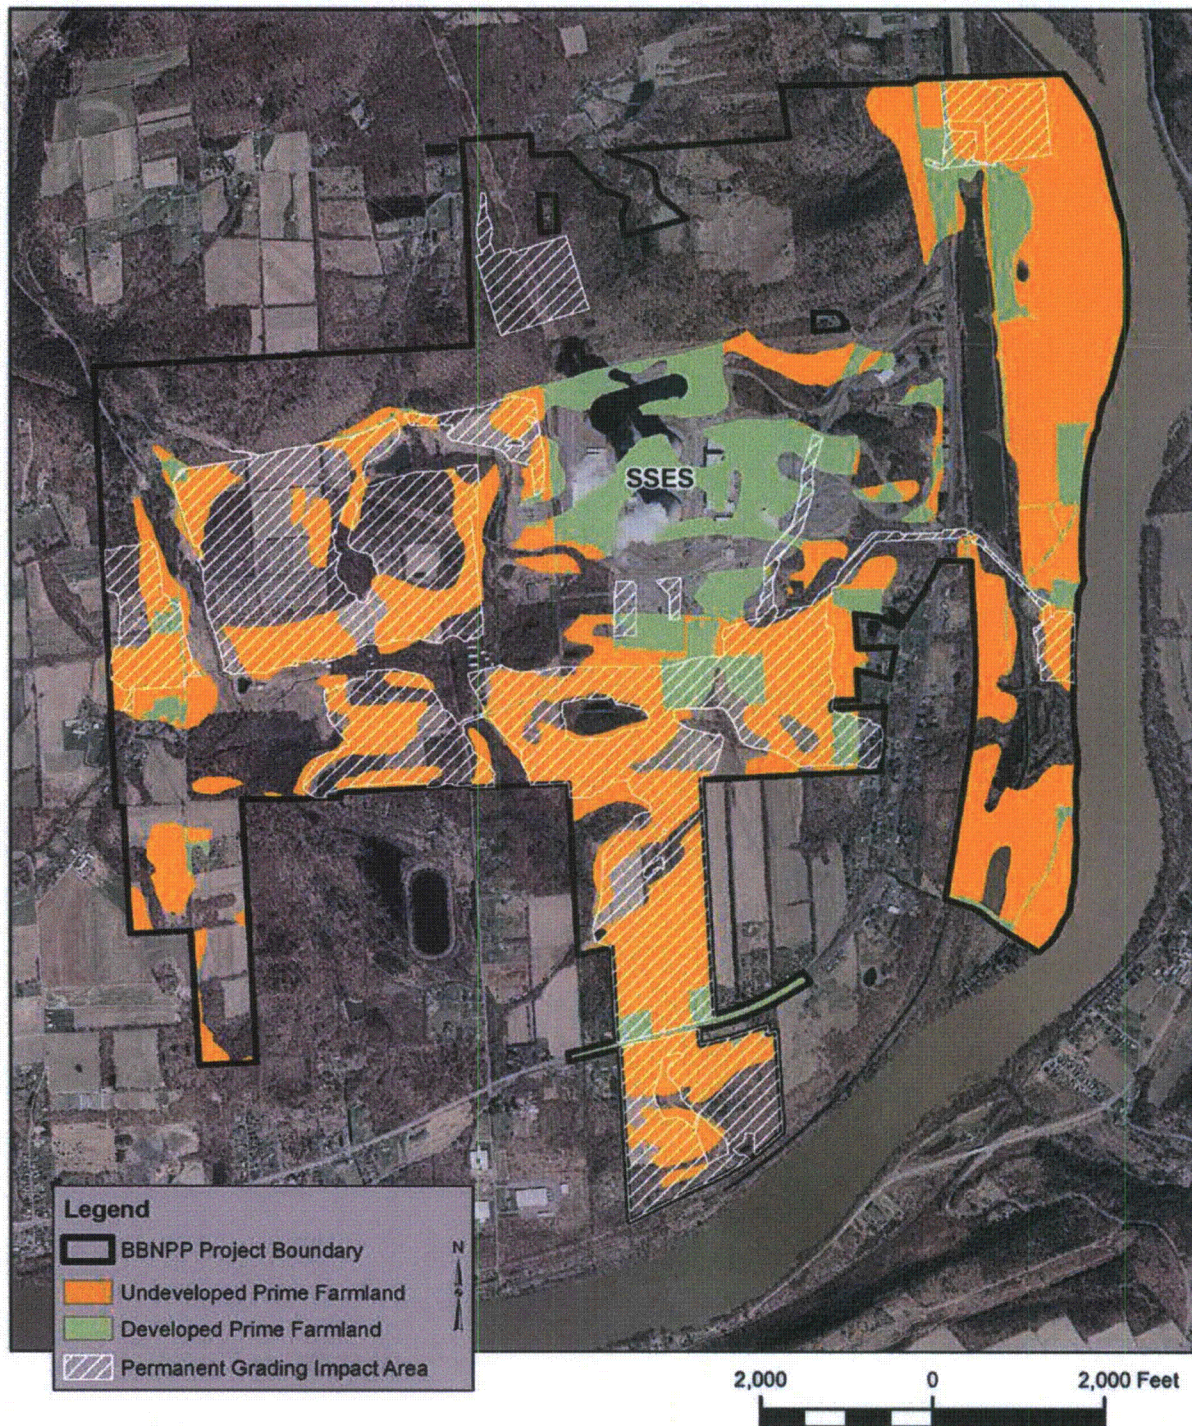 SSES
Legend
BBNPP Project Boundary
N
Undeveloped Prime Farmland
Developed Prime Farmland
Permanent Grading Impact Area
2,000 0 2,000 Feet